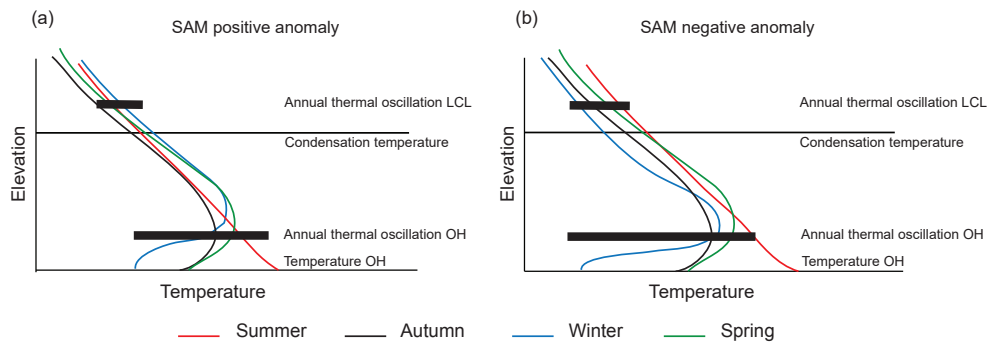 (a)
SAM positive anomaly
Elevation
Annual thermal oscillation LCL
Condensation temperature
Annual thermal oscillation OH
Temperature OH
Temperature
(b)
SAM negative anomaly
Elevation
Annual thermal oscillation LCL
Condensation temperature
Annual thermal oscillation OH
Temperature OH
Temperature
Summer
Autumn
Winter
Spring